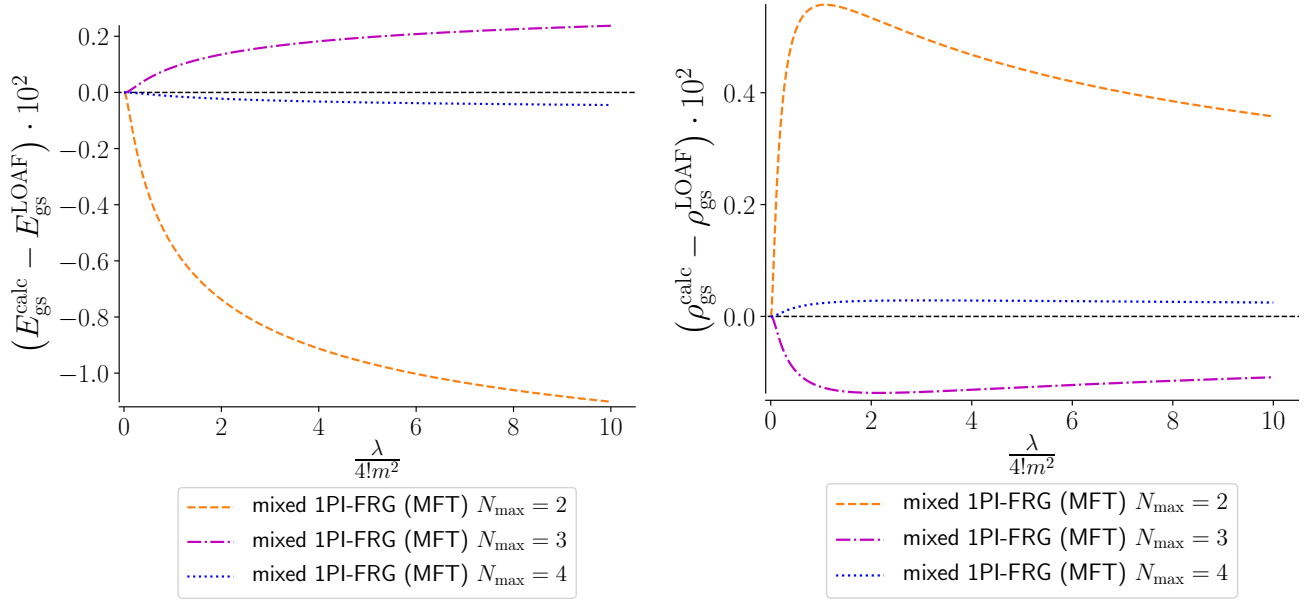 (E_gs^calc − E_gs^LOAF) · 10^2
0.2
0.0
−0.2
−0.4
−0.6
−0.8
−1.0
0 2 4 6 8 10
λ/4!m^2
mixed 1PI-FRG (MFT) N_max = 2
mixed 1PI-FRG (MFT) N_max = 3
mixed 1PI-FRG (MFT) N_max = 4
(ρ_gs^calc − ρ_gs^LOAF) · 10^2
0.4
0.2
0.0
0 2 4 6 8 10
λ/4!m^2
mixed 1PI-FRG (MFT) N_max = 2
mixed 1PI-FRG (MFT) N_max = 3
mixed 1PI-FRG (MFT) N_max = 4